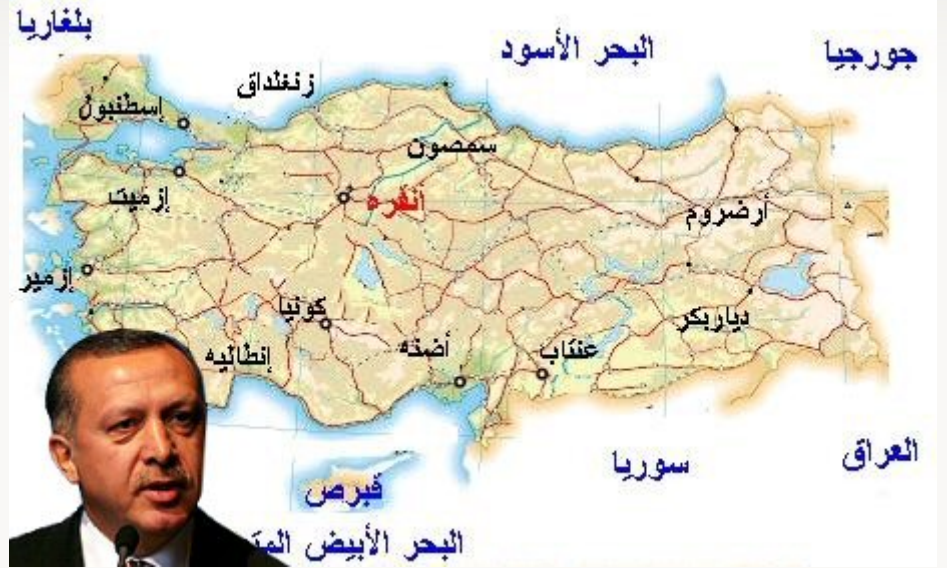 بلغاريا
البحر الأسود
جورجيا
زنغلداق
إسطنبول
سمصون
إزميت
أنقره
أرضروم
إزمير
كونيا
دياربكر
إنطاليه
أضنه
عنتاب
العراق
سوريا
قبرص
البحر الأبيض المت